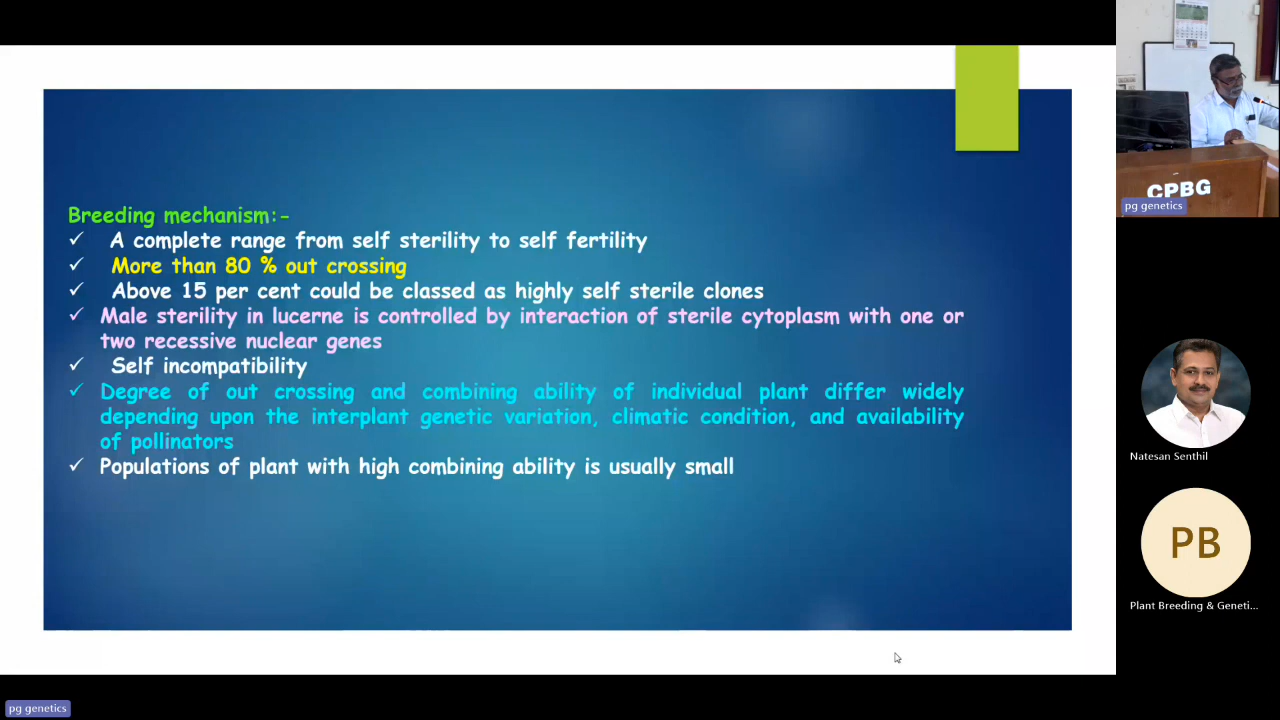 Breeding mechanism:-
✓ A complete range from self sterility to self fertility
✓ More than 80 % out crossing
✓ Above 15 per cent could be classed as highly self sterile clones
✓ Male sterility in lucerne is controlled by interaction of sterile cytoplasm with one or
two recessive nuclear genes
✓ Self incompatibility
✓ Degree of out crossing and combining ability of individual plant differ widely
depending upon the interplant genetic variation, climatic condition, and availability
of pollinators
✓ Populations of plant with high combining ability is usually small
CPBG
pg genetics
Natesan Senthil
PB
Plant Breeding & Geneti...
pg genetics